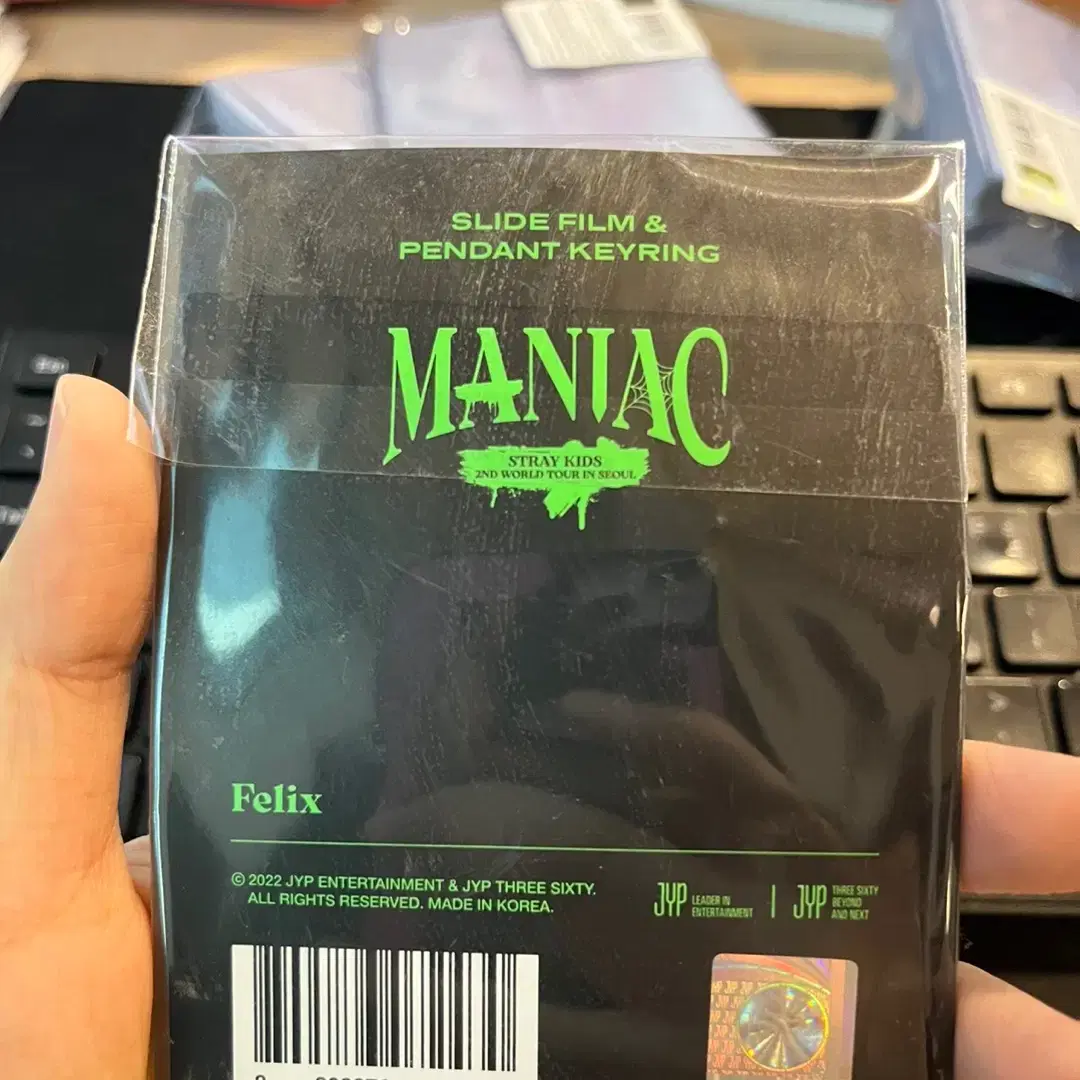 SLIDE FILM &
PENDANT KEYRING
MANIAC
STRAY KIDS
2ND WORLD TOUR IN SEOUL
Felix
© 2022 JYP ENTERTAINMENT & JYP THREE SIXTY.
ALL RIGHTS RESERVED. MADE IN KOREA.
JYP LEADER IN
ENTERTAINMENT
JYP THREE SIXTY
BEYOND
AND NEXT